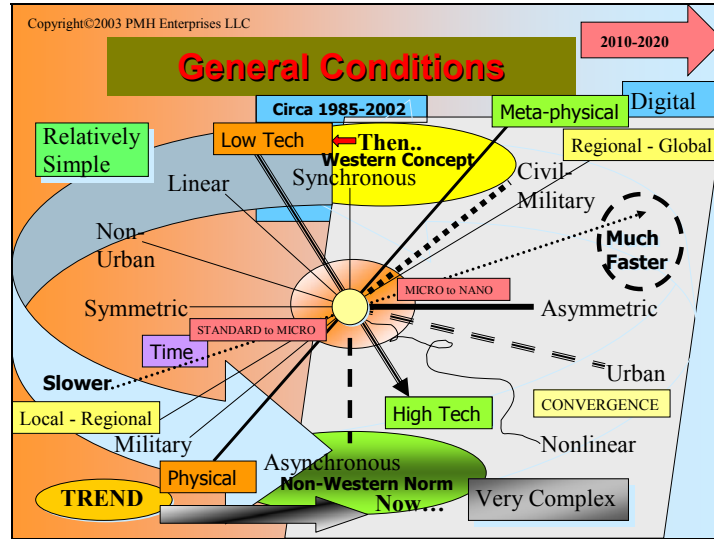 Copyright©2003 PMH Enterprises LLC
2010-2020
General Conditions
Circa 1985-2002
Meta-physical
Digital
Relatively
Simple
Low Tech
Then..
Western Concept
Regional - Global
Linear
Synchronous
Civil-
Military
Non-
Urban
Much
Faster
MICRO to NANO
Symmetric
Asymmetric
STANDARD to MICRO
Time
Slower
Urban
Local - Regional
High Tech
CONVERGENCE
Military
Nonlinear
Physical
Asynchronous
Non-Western Norm
TREND
Now...
Very Complex